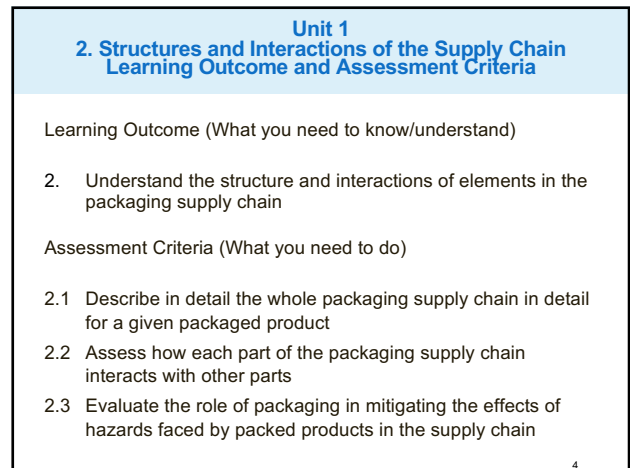 Unit 1
2. Structures and Interactions of the Supply Chain
Learning Outcome and Assessment Criteria
Learning Outcome (What you need to know/understand)
2. Understand the structure and interactions of elements in the
packaging supply chain
Assessment Criteria (What you need to do)
2.1 Describe in detail the whole packaging supply chain in detail
for a given packaged product
2.2 Assess how each part of the packaging supply chain
interacts with other parts
2.3 Evaluate the role of packaging in mitigating the effects of
hazards faced by packed products in the supply chain
4